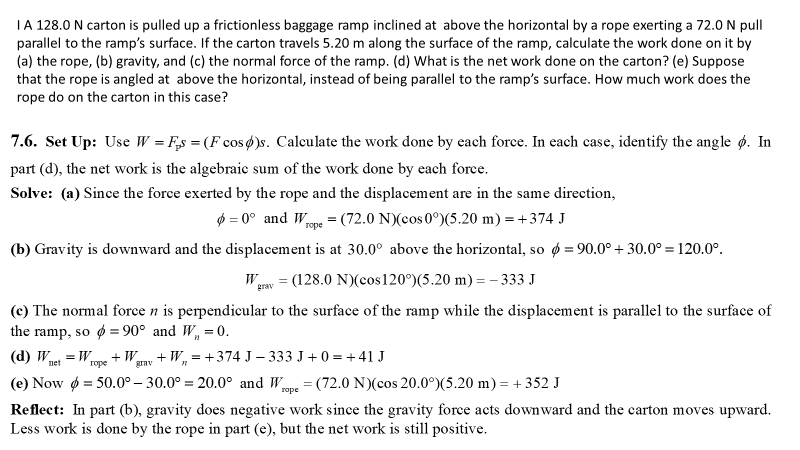 I A 128.0 N carton is pulled up a frictionless baggage ramp inclined at  above the horizontal by a rope exerting a 72.0 N pull
parallel to the ramp's surface. If the carton travels 5.20 m along the surface of the ramp, calculate the work done on it by
(a) the rope, (b) gravity, and (c) the normal force of the ramp. (d) What is the net work done on the carton? (e) Suppose
that the rope is angled at  above the horizontal, instead of being parallel to the ramp's surface. How much work does the
rope do on the carton in this case?
7.6. Set Up: Use W = FPs = (F cos ϕ)s. Calculate the work done by each force. In each case, identify the angle ϕ. In
part (d), the net work is the algebraic sum of the work done by each force.
Solve: (a) Since the force exerted by the rope and the displacement are in the same direction,
ϕ = 0° and Wrope = (72.0 N)(cos 0°)(5.20 m) = +374 J
(b) Gravity is downward and the displacement is at 30.0° above the horizontal, so ϕ = 90.0° + 30.0° = 120.0°.
Wgrav = (128.0 N)(cos120°)(5.20 m) = − 333 J
(c) The normal force n is perpendicular to the surface of the ramp while the displacement is parallel to the surface of
the ramp, so ϕ = 90° and Wn = 0.
(d) Wnet = Wrope + Wgrav + Wn = +374 J − 333 J + 0 = + 41 J
(e) Now ϕ = 50.0° − 30.0° = 20.0° and Wrope = (72.0 N)(cos 20.0°)(5.20 m) = + 352 J
Reflect: In part (b), gravity does negative work since the gravity force acts downward and the carton moves upward.
Less work is done by the rope in part (e), but the net work is still positive.